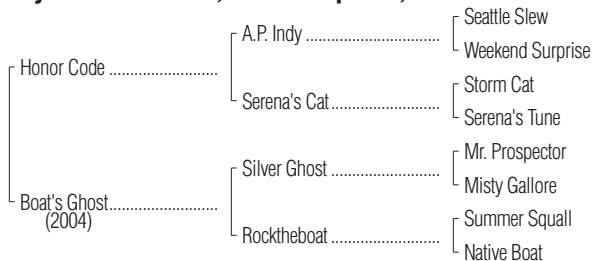 Seattle Slew
A.P. Indy
Weekend Surprise
Honor Code
Storm Cat
Serena's Cat
Serena's Tune
Mr. Prospector
Silver Ghost
Misty Gallore
Boat's Ghost
(2004)
Summer Squall
Rocktheboat
Native Boat